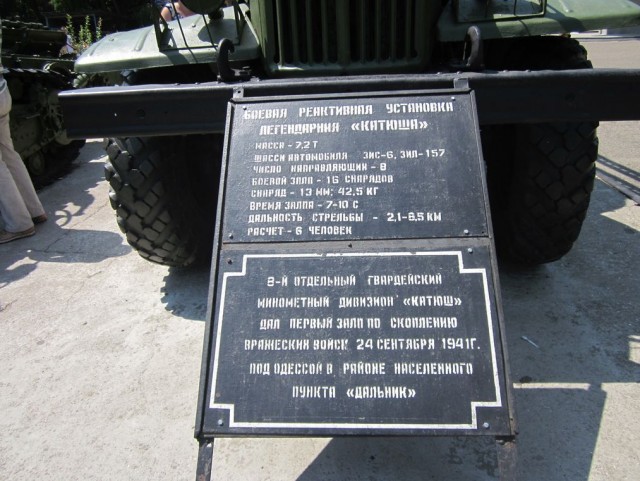 БОЕВАЯ РЕАКТИВНАЯ УСТАНОВКА
ЛЕГЕНДАРНИЯ «КАТЮША»
МАССА - 7,2 Т
ШАССИ АВТОМОБИЛЯ ЗИС-6, ЗИЛ-157
ЧИСЛО НАПРАВЛЯЮЩИХ - 8
БОЕВОЙ ЗАЛП - 16 СНАРЯДОВ
СНАРЯД - 13 ММ; 42,5 КГ
ВРЕМЯ ЗАЛПА - 7-10 С
ДАЛЬНОСТЬ СТРЕЛЬБЫ - 2,1-8,5 КМ
РАСЧЕТ - 6 ЧЕЛОВЕК
8-Й ОТДЕЛЬНЫЙ ГВАРДЕЙСКИЙ
МИНОМЕТНЫЙ ДИВИЗИОН «КАТЮШ»
ДАЛ ПЕРВЫЙ ЗАЛП ПО СКОПЛЕНИЮ
ВРАЖЕСКИЙ ВОЙСК 24 СЕНТЯБРЯ 1941Г.
ПОД ОДЕССОЙ В РАЙОНЕ НАСЕЛЕННОГО
ПУНКТА «ДАЛЬНИК»